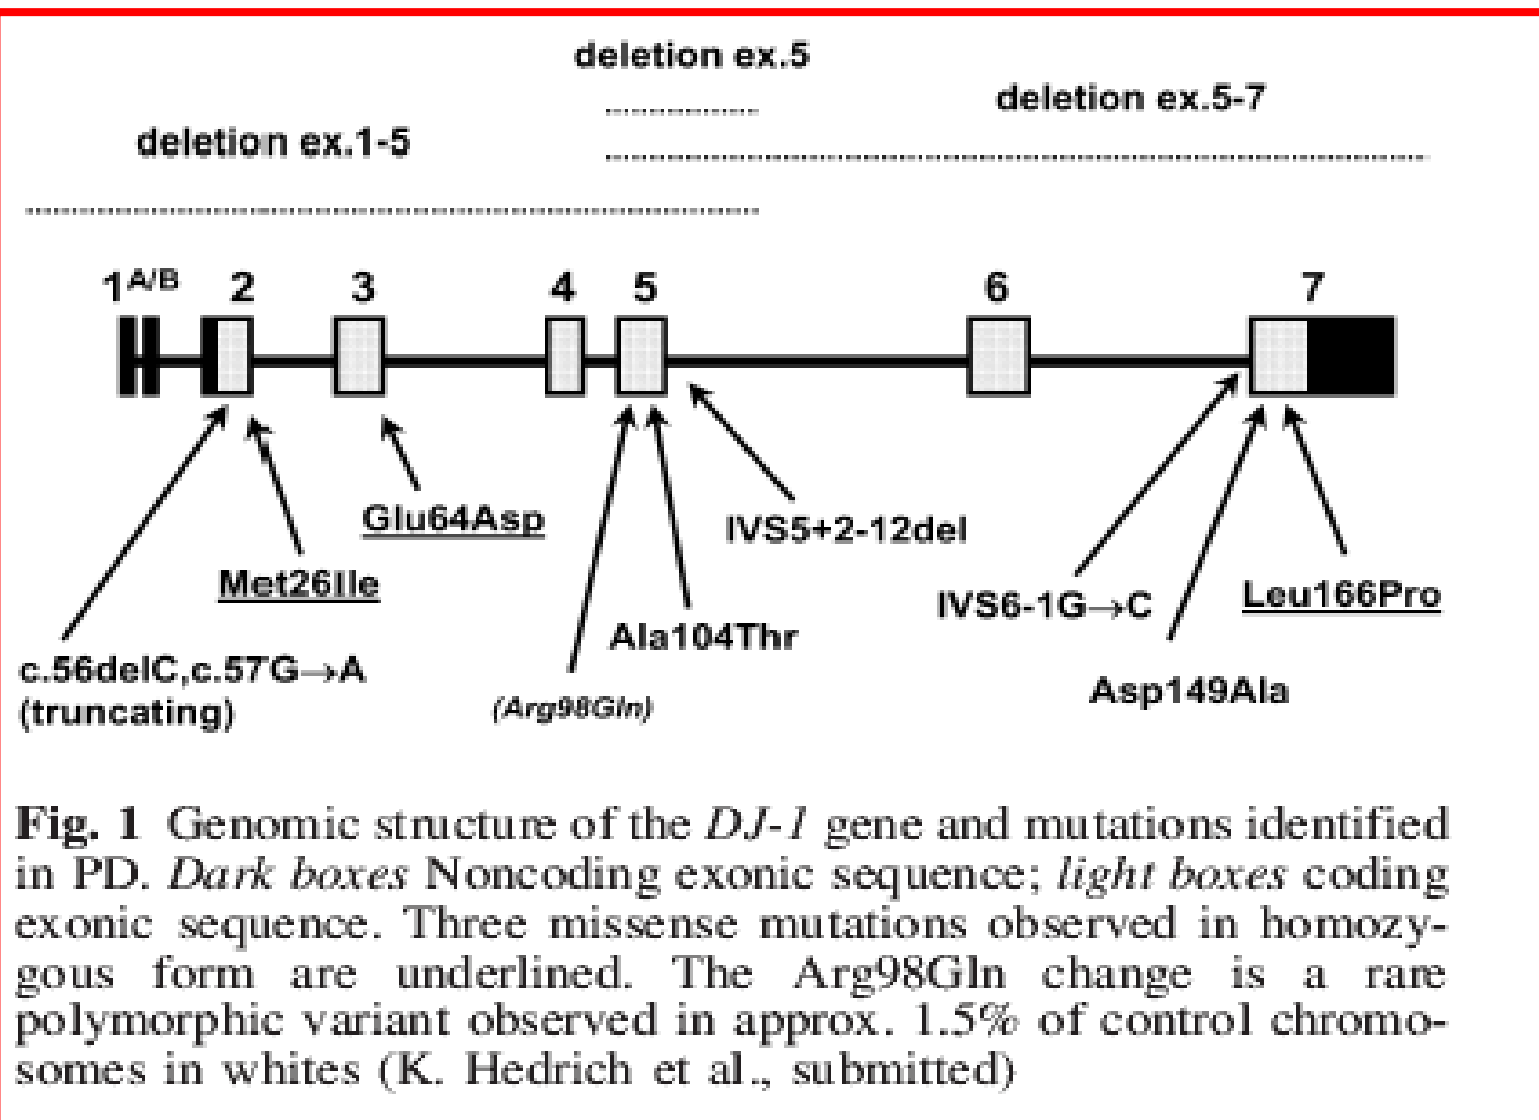 deletion ex.5
deletion ex.5-7
deletion ex.1-5
1A/B 2 3 4 5 6 7
Glu64Asp
IVS5+2-12del
Met26Ile
IVS6-1G→C
Leu166Pro
Ala104Thr
c.56delC,c.57G→A
(truncating)
(Arg98Gln)
Asp149Ala
Fig. 1 Genomic structure of the DJ-1 gene and mutations identified
in PD. Dark boxes Noncoding exonic sequence; light boxes coding
exonic sequence. Three missense mutations observed in homozy-
gous form are underlined. The Arg98Gln change is a rare
polymorphic variant observed in approx. 1.5% of control chromo-
somes in whites (K. Hedrich et al., submitted)